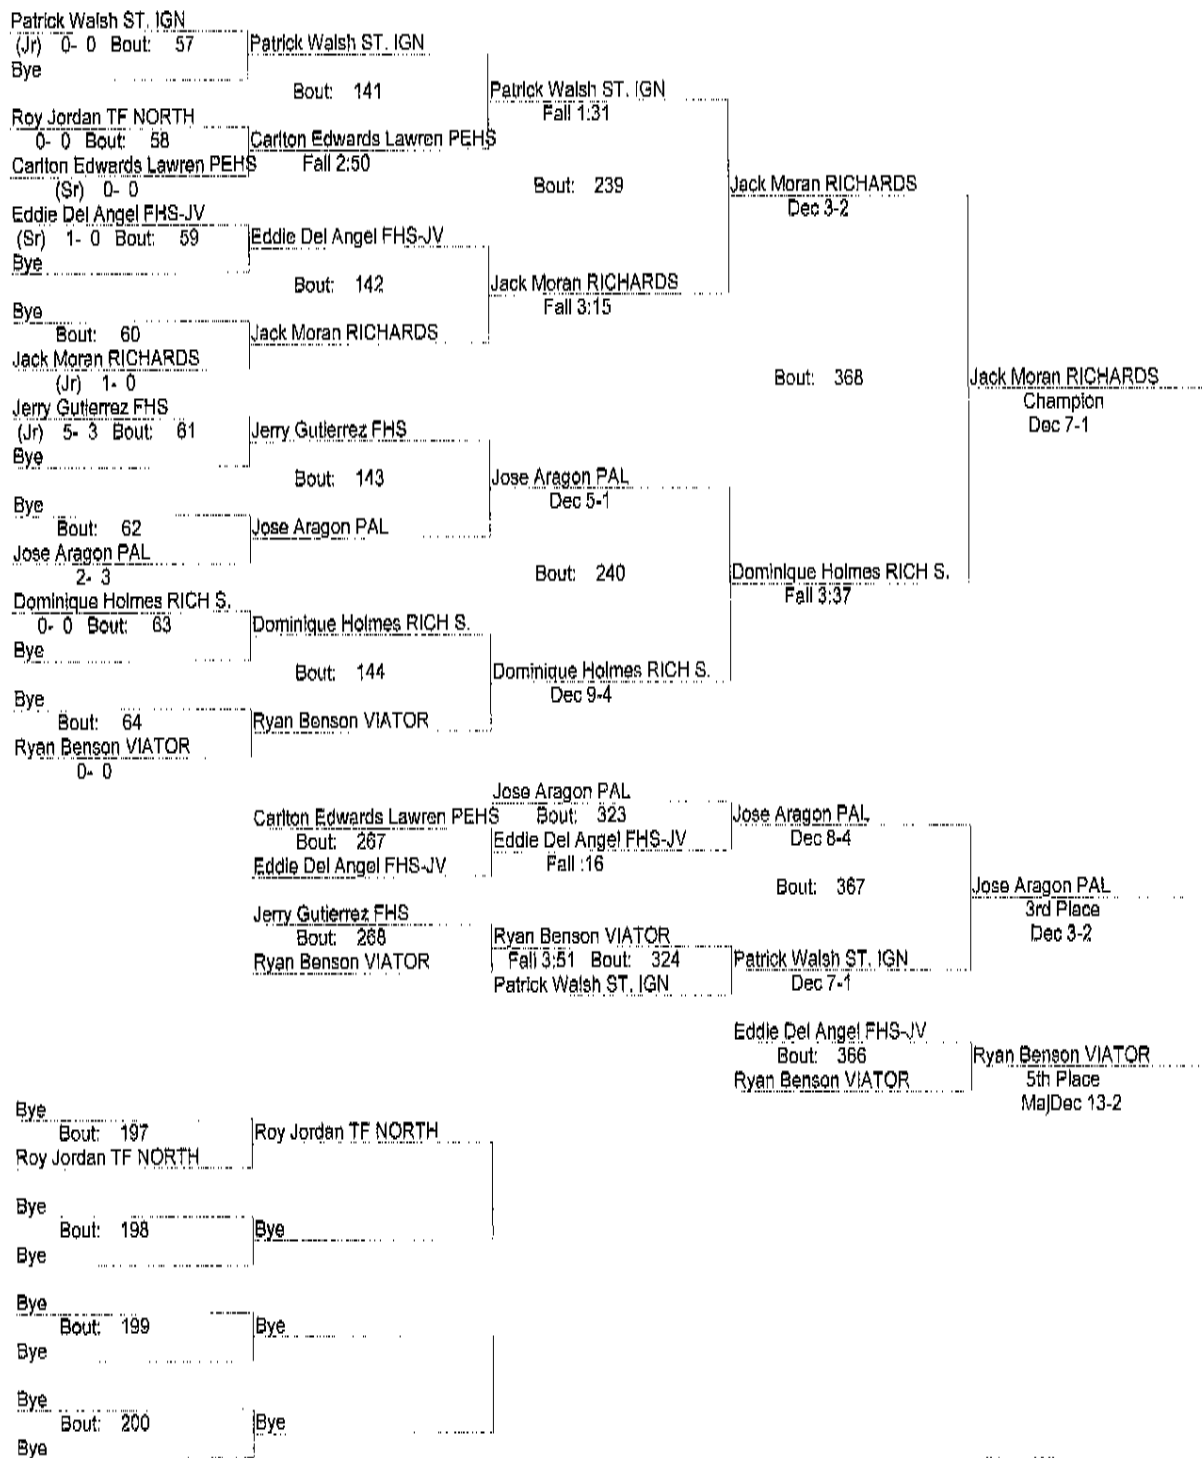 Patrick Walsh ST. IGN
(Jr) 0- 0 Bout: 57
Patrick Walsh ST. IGN
Bye
Bout: 141
Patrick Walsh ST. IGN
Fall 1:31
Roy Jordan TF NORTH
0- 0 Bout: 58
Carlton Edwards Lawren PEHS
Fall 2:50
Carlton Edwards Lawren PEHS
(Sr) 0- 0
Bout: 239
Jack Moran RICHARDS
Dec 3-2
Eddie Del Angel FHS-JV
(Sr) 1- 0 Bout: 59
Eddie Del Angel FHS-JV
Bye
Bout: 142
Jack Moran RICHARDS
Fall 3:15
Bye
Bout: 60
Jack Moran RICHARDS
Jack Moran RICHARDS
(Jr) 1- 0
Bout: 368
Jack Moran RICHARDS
Champion
Dec 7-1
Jerry Gutierrez FHS
(Jr) 5- 3 Bout: 61
Jerry Gutierrez FHS
Bye
Bout: 143
Jose Aragon PAL
Dec 5-1
Bye
Bout: 62
Jose Aragon PAL
Jose Aragon PAL
2- 3
Bout: 240
Dominique Holmes RICH S.
Fall 3:37
Dominique Holmes RICH S.
0- 0 Bout: 63
Dominique Holmes RICH S.
Bye
Bout: 144
Dominique Holmes RICH S.
Dec 9-4
Bye
Bout: 64
Ryan Benson VIATOR
Ryan Benson VIATOR
0- 0
Jose Aragon PAL
Carlton Edwards Lawren PEHS
Bout: 323
Jose Aragon PAL
Dec 8-4
Bout: 267
Eddie Del Angel FHS-JV
Fall :16
Eddie Del Angel FHS-JV
Bout: 367
Jose Aragon PAL
3rd Place
Dec 3-2
Jerry Gutierrez FHS
Bout: 268
Ryan Benson VIATOR
Ryan Benson VIATOR
Fall 3:51 Bout: 324
Patrick Walsh ST. IGN
Dec 7-1
Patrick Walsh ST. IGN
Eddie Del Angel FHS-JV
Bout: 366
Ryan Benson VIATOR
Ryan Benson VIATOR
5th Place
MajDec 13-2
Bye
Bout: 197
Roy Jordan TF NORTH
Roy Jordan TF NORTH
Bye
Bout: 198
Bye
Bye
Bye
Bout: 199
Bye
Bye
Bye
Bout: 200
Bye
Bye